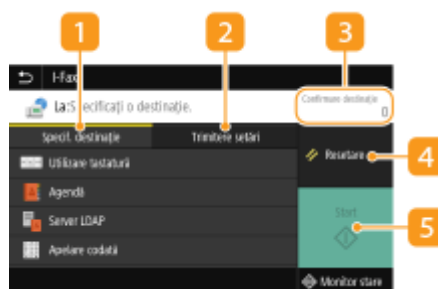 1 2 3
I-Fax
La:S ecificați o destinație.
Confirmare destinație
0
Specif. destinație Trimitere setări
Utilizare tastatură
Resetare 4
Agendă
Server LDAP
Start 5
Apelare codată
Monitor stare